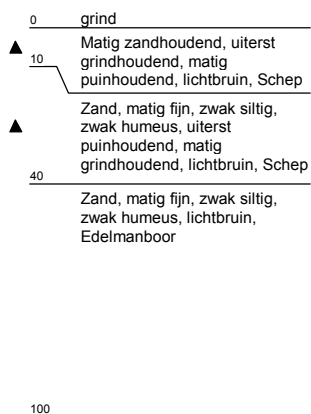 0 grind
Matig zandhoudend, uiterst
10 grindhoudend, matig
puinhoudend, lichtbruin, Schep
Zand, matig fijn, zwak siltig,
zwak humeus, uiterst
puinhoudend, matig
grindhoudend, lichtbruin, Schep
40
Zand, matig fijn, zwak siltig,
zwak humeus, lichtbruin,
Edelmanboor
100